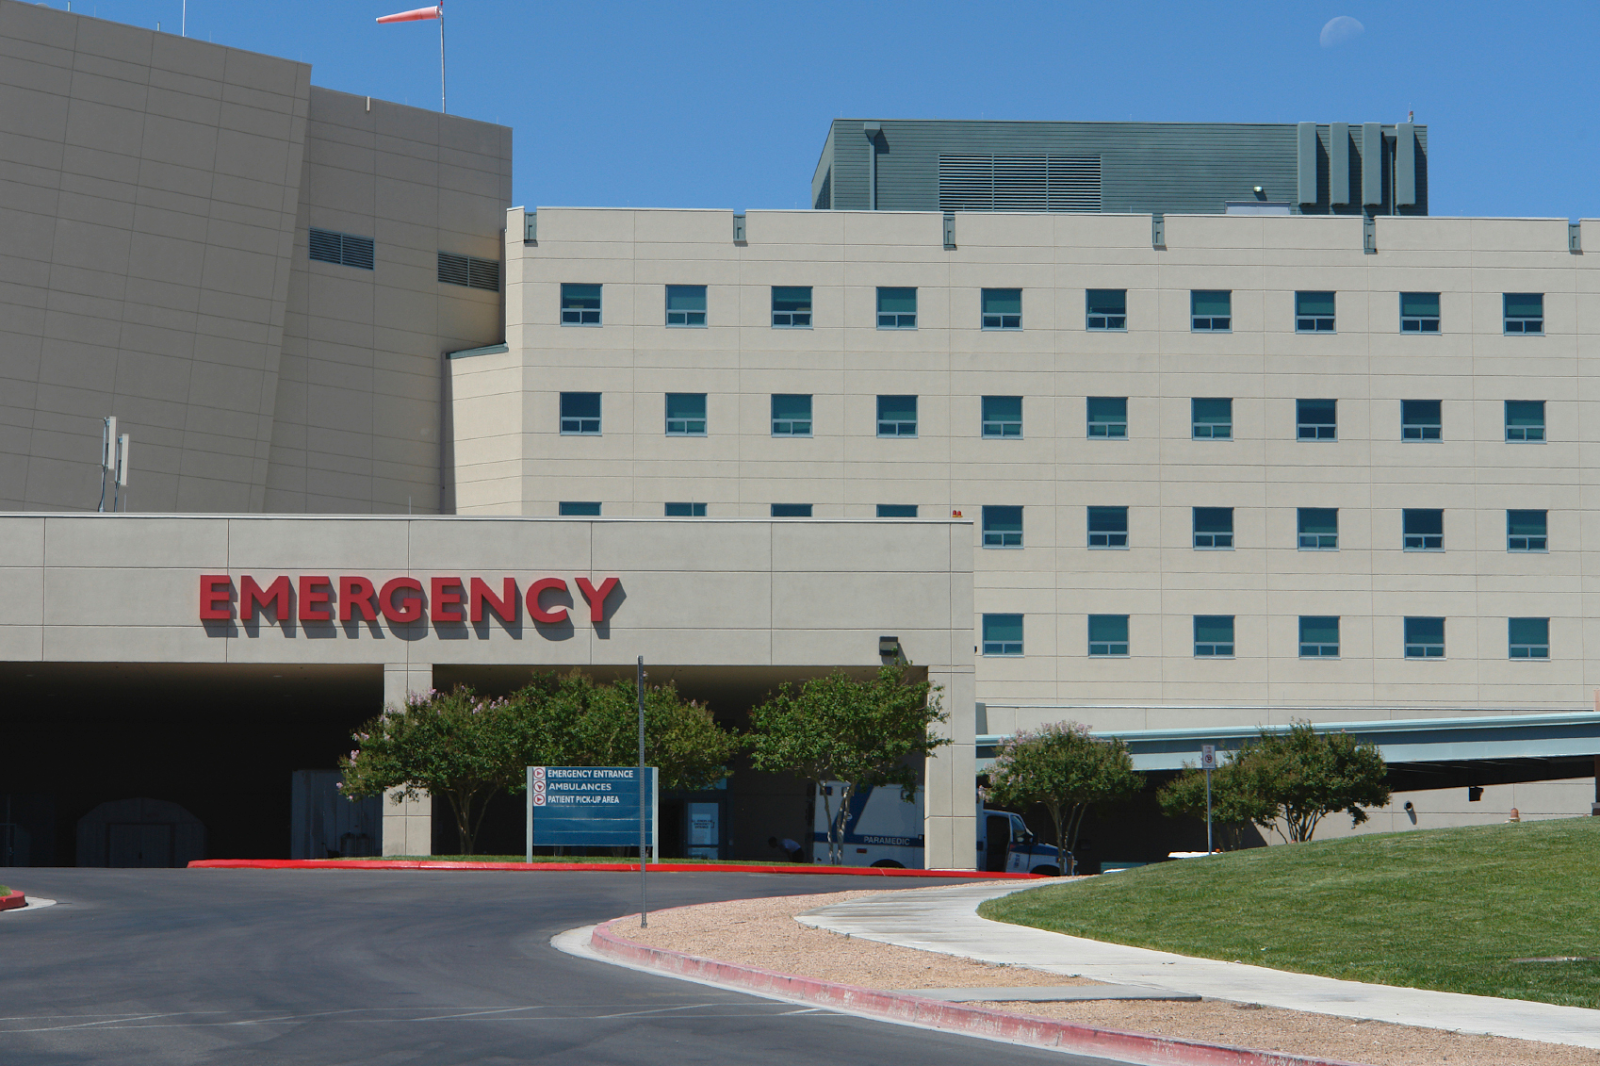 EMERGENCY
EMERGENCY ENTRANCE
AMBULANCES
PATIENT PICK-UP AREA
PARAMEDIC